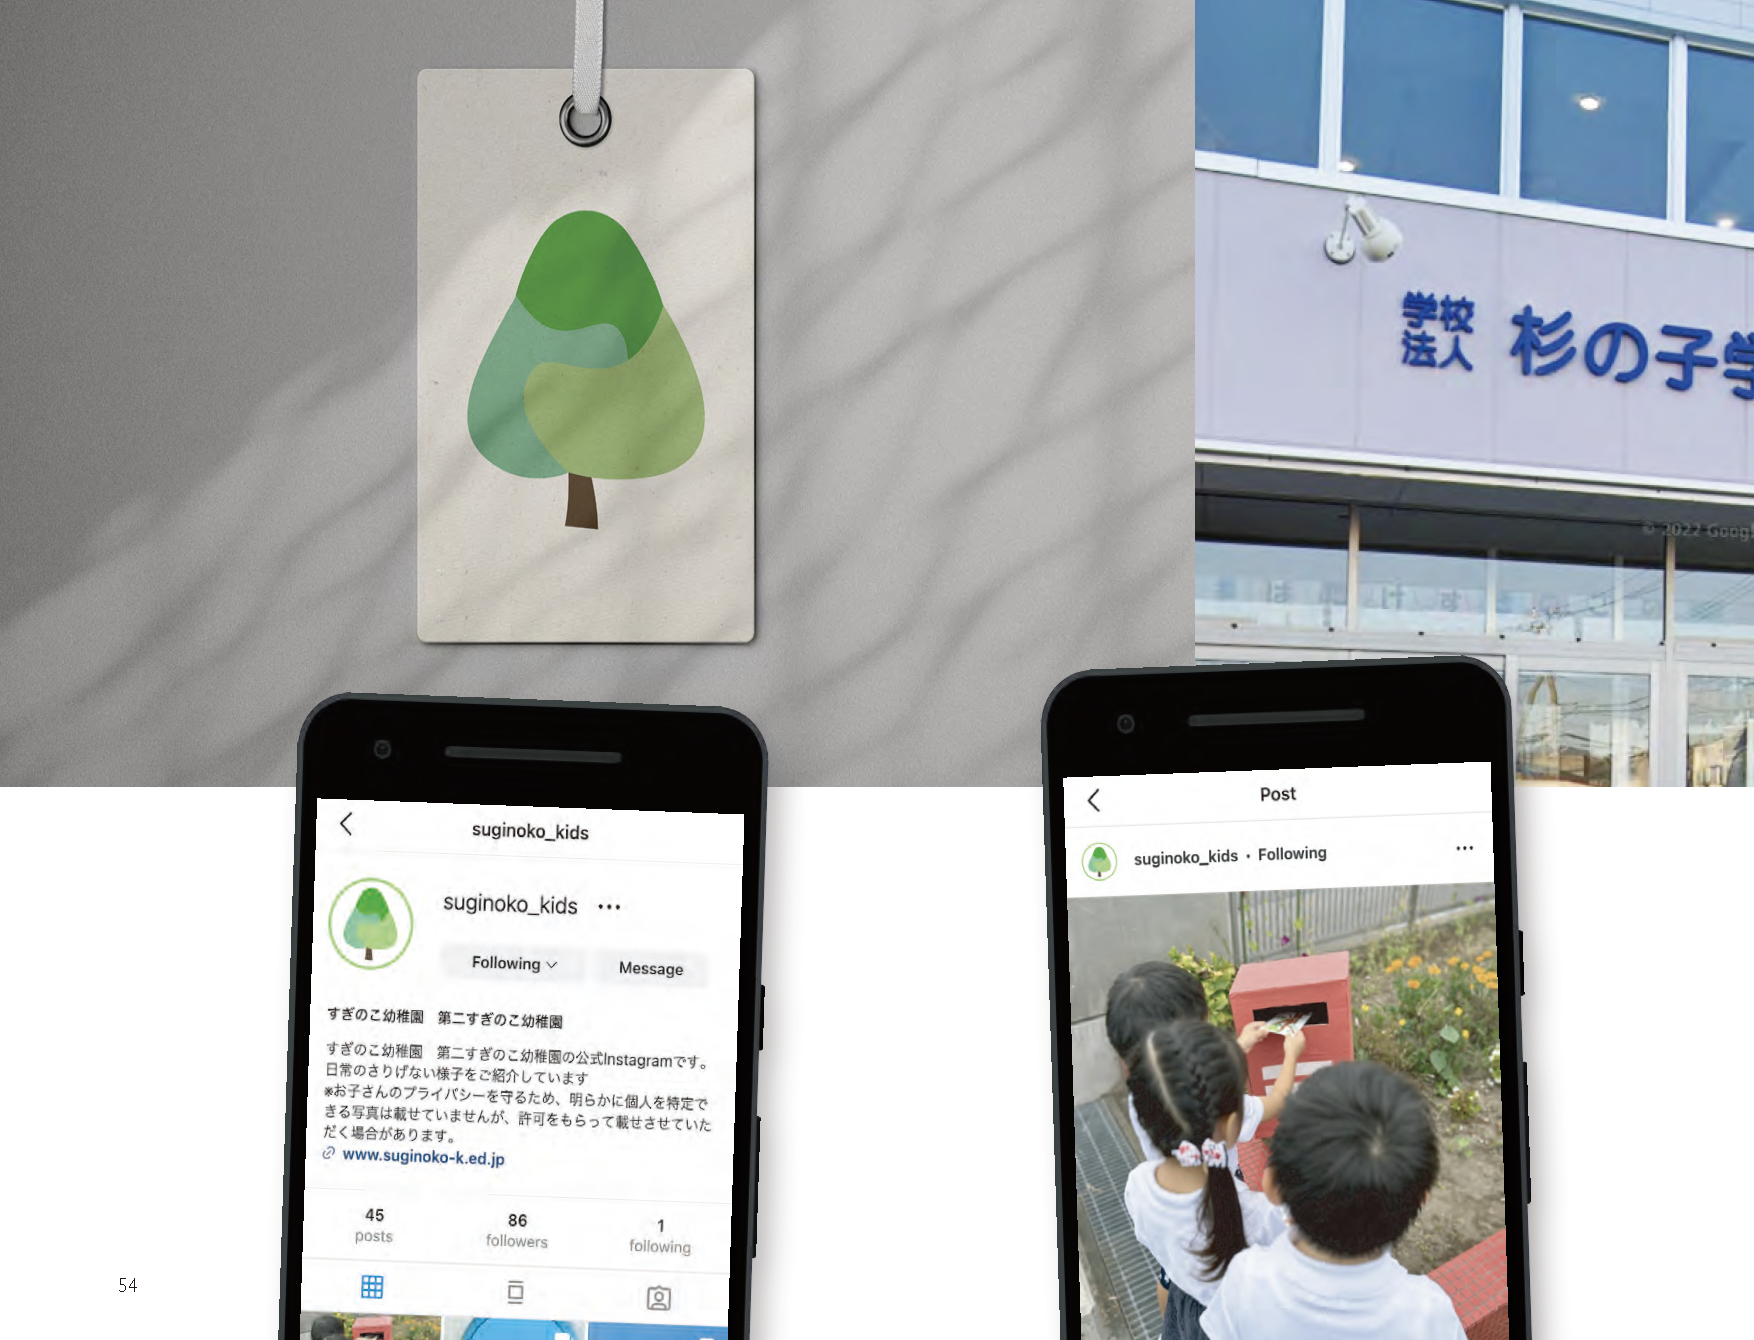 学校
法人
杉の子学
© 2022 Googl
suginoko_kids
suginoko_kids •••
Following
Message
すぎのこ幼稚園　第二すぎのこ幼稚園
すぎのこ幼稚園　第二すぎのこ幼稚園の公式Instagramです。
日常のさりげない様子をご紹介しています
※お子さんのプライバシーを守るため、明らかに個人を特定で
きる写真は載せていませんが、許可をもらって載せさせていた
だく場合があります。
www.suginoko-k.ed.jp
45
posts
86
followers
1
following
Post
suginoko_kids • Following •••
54